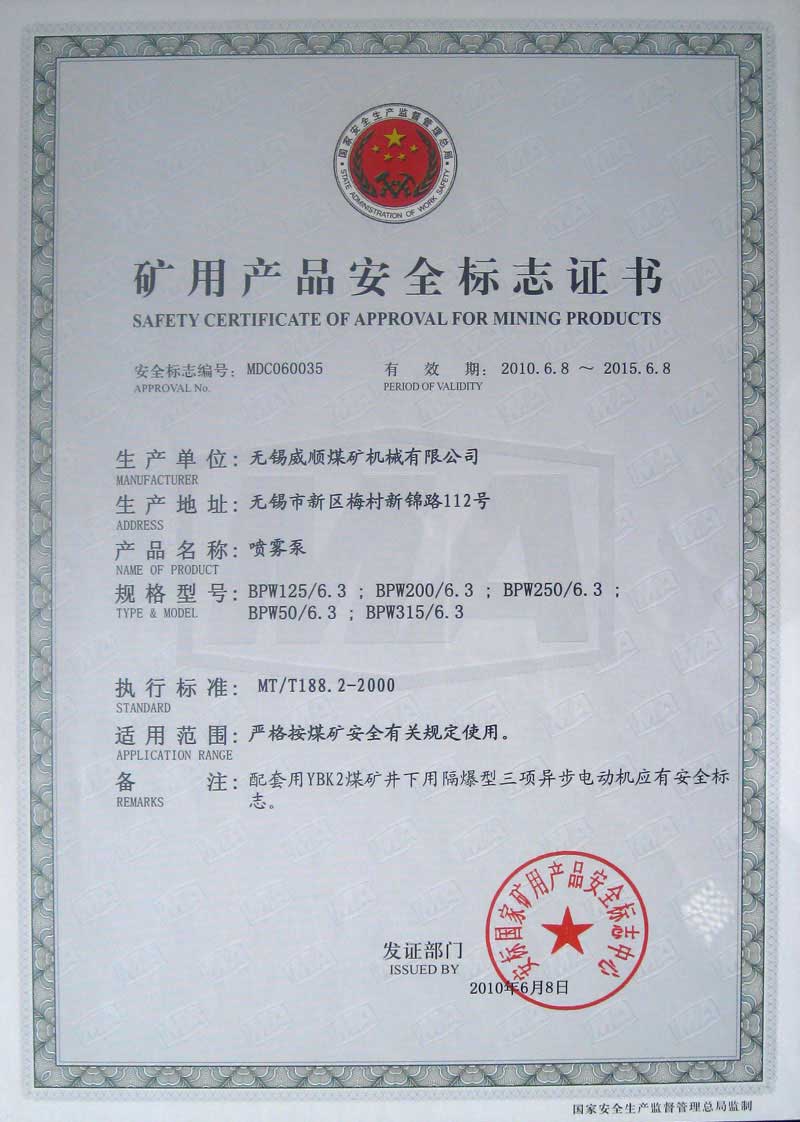 国家安全生产监督管理总局
STATE ADMINISTRATION OF WORK SAFETY
矿用产品安全标志证书
SAFETY CERTIFICATE OF APPROVAL FOR MINING PRODUCTS
安全标志编号: MDC060035 有效期: 2010.6.8 ～ 2015.6.8
APPROVAL No. PERIOD OF VALIDITY
生产单位: 无锡威顺煤矿机械有限公司
MANUFACTURER
生产地址: 无锡市新区梅村新锦路112号
ADDRESS
产品名称: 喷雾泵
NAME OF PRODUCT
规格型号: BPW125/6.3 ; BPW200/6.3 ; BPW250/6.3 ;
TYPE & MODEL BPW50/6.3 ; BPW315/6.3
执行标准: MT/T188.2-2000
STANDARD
适用范围: 严格按煤矿安全有关规定使用。
APPLICATION RANGE
备注: 配套用YBK2煤矿井下用隔爆型三项异步电动机应有安全标
REMARKS 志。
安标国家矿用产品安全标志中心
发证部门
ISSUED BY
2010年6月8日
国家安全生产监督管理总局监制
MA